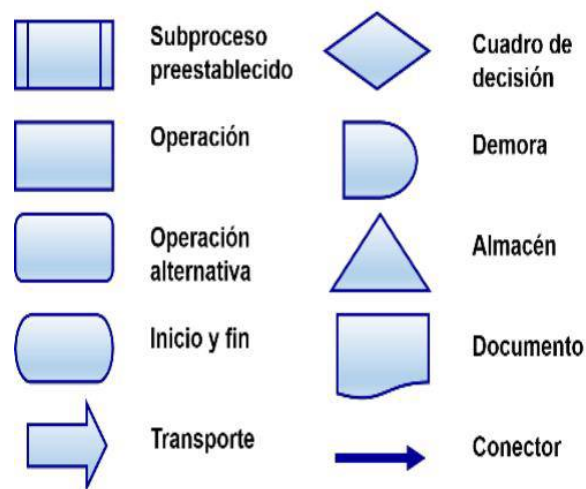 Subproceso
preestablecido
Cuadro de
decisión
Operación
Demora
Operación
alternativa
Almacén
Inicio y fin
Documento
Transporte
Conector